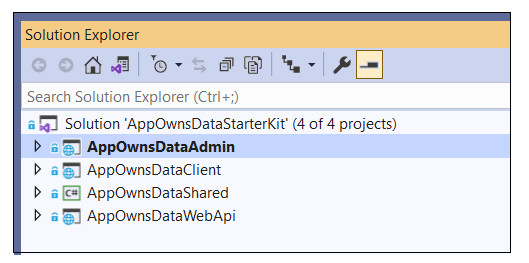 Solution Explorer
Search Solution Explorer (Ctrl+;)
Solution 'AppOwnsDataStarterKit' (4 of 4 projects)
AppOwnsDataAdmin
AppOwnsDataClient
C# AppOwnsDataShared
AppOwnsDataWebApi